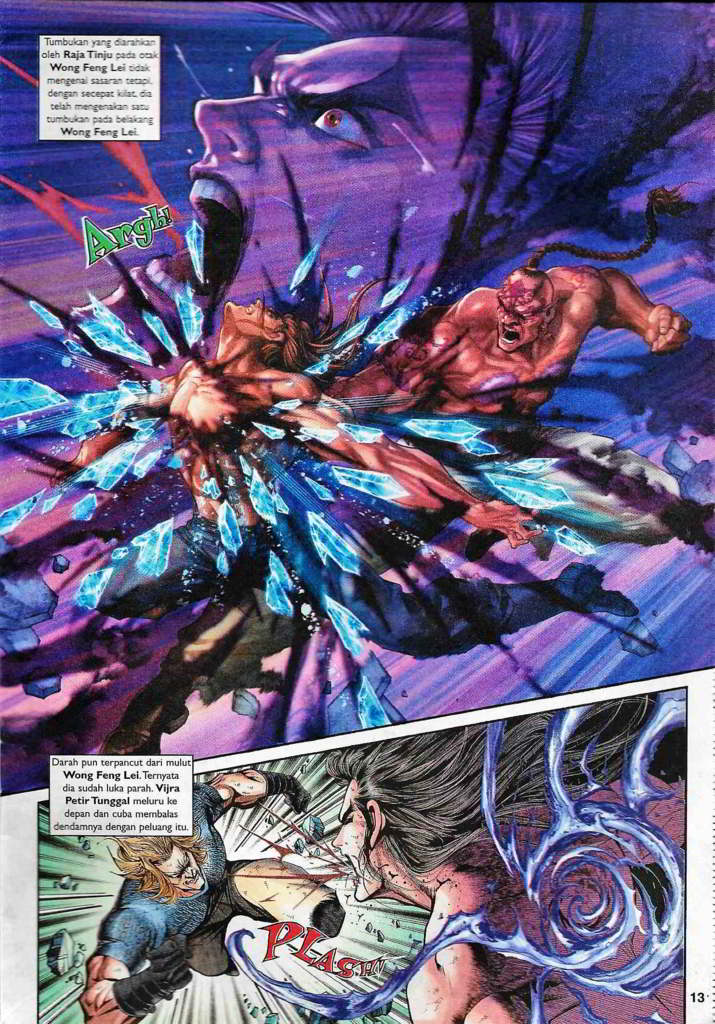 Tumbukan yang diarahkan
oleh Raja Tinju pada otak
Wong Feng Lei tidak
mengenai sasaran tetapi,
dengan secepat kilat, dia
telah mengenakan satu
tumbukan pada belakang
Wong Feng Lei.
Argh!
Darah pun terpancut dari mulut
Wong Feng Lei. Ternyata
dia sudah luka parah. Vijra
Petir Tunggal meluru ke
depan dan cuba membalas
dendamnya dengan peluang itu.
PLASH
13